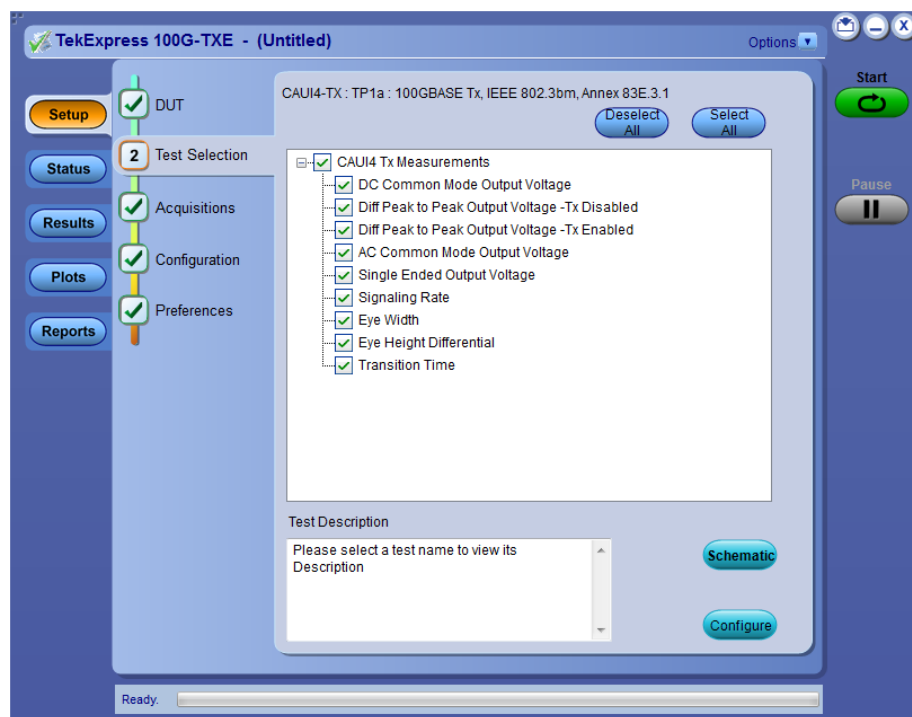 TekExpress 100G-TXE - (Untitled)
Options
X
Setup
Status
Results
Plots
Reports
DUT
2 Test Selection
Acquisitions
Configuration
Preferences
CAUI4-TX : TP1a : 100GBASE Tx, IEEE 802.3bm, Annex 83E.3.1
Deselect
All
Select
All
CAUI4 Tx Measurements
DC Common Mode Output Voltage
Diff Peak to Peak Output Voltage -Tx Disabled
Diff Peak to Peak Output Voltage -Tx Enabled
AC Common Mode Output Voltage
Single Ended Output Voltage
Signaling Rate
Eye Width
Eye Height Differential
Transition Time
Test Description
Please select a test name to view its
Description
Schematic
Configure
Start
Pause
Ready.